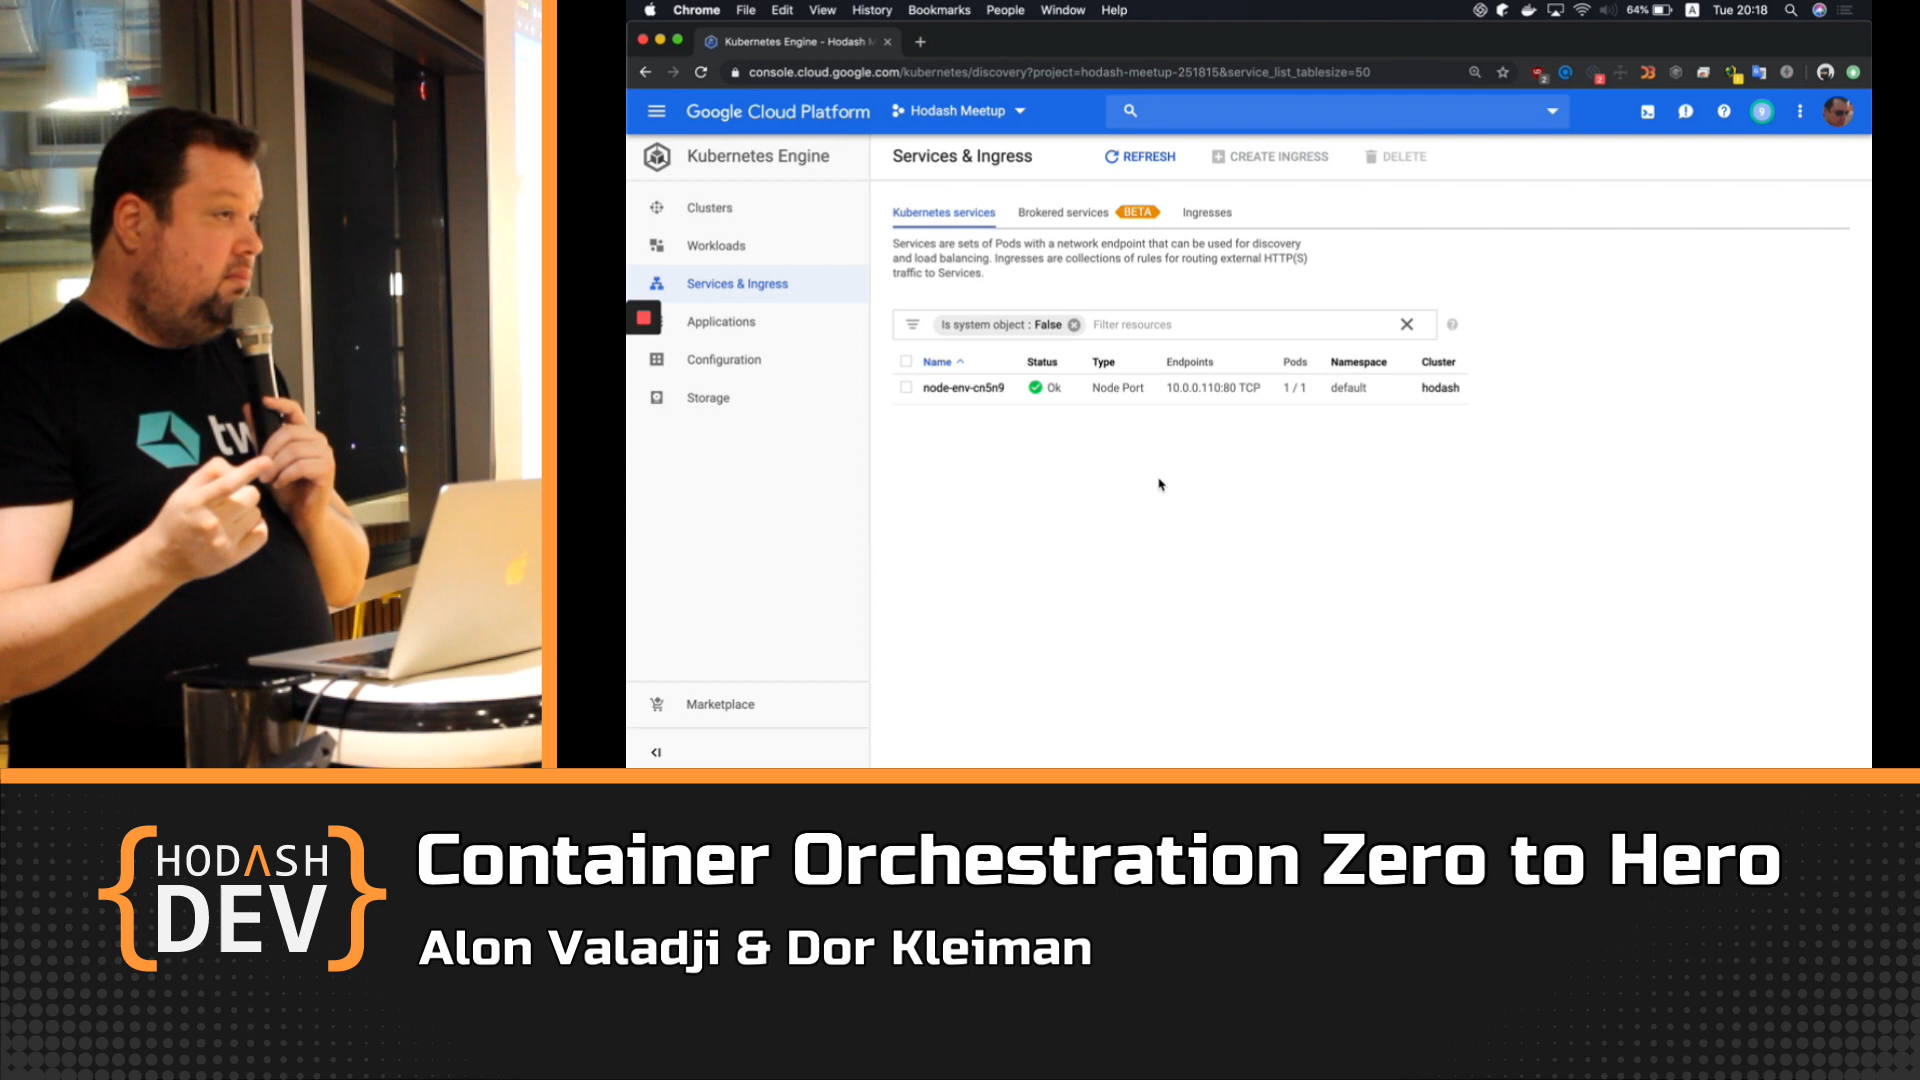 tw
Chrome File Edit View History Bookmarks People Window Help
64% A Tue 20:18
Kubernetes Engine - Hodash M
console.cloud.google.com/kubernetes/discovery?project=hodash-meetup-251815&service_list_tablesize=50
Google Cloud Platform Hodash Meetup
9
Kubernetes Engine
Clusters
Workloads
Services & Ingress
Applications
Configuration
Storage
Marketplace
Services & Ingress REFRESH CREATE INGRESS DELETE
Kubernetes services Brokered services BETA Ingresses
Services are sets of Pods with a network endpoint that can be used for discovery
and load balancing. Ingresses are collections of rules for routing external HTTP(S)
traffic to Services.
Is system object : False Filter resources
Name Status Type Endpoints Pods Namespace Cluster
node-env-cn5n9 Ok Node Port 10.0.0.110:80 TCP 1 / 1 default hodash
{HODASH
DEV}
Container Orchestration Zero to Hero
Alon Valadji & Dor Kleiman